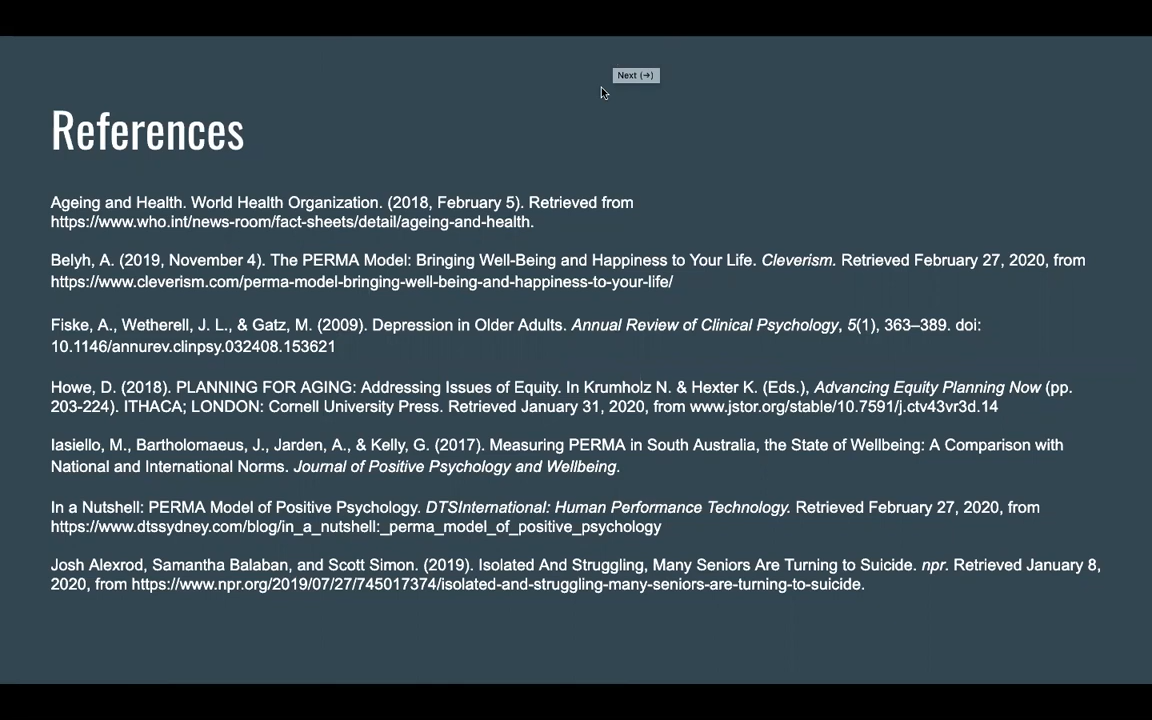 Next (→)
References
Ageing and Health. World Health Organization. (2018, February 5). Retrieved from
https://www.who.int/news-room/fact-sheets/detail/ageing-and-health.
Belyh, A. (2019, November 4). The PERMA Model: Bringing Well-Being and Happiness to Your Life. Cleverism. Retrieved February 27, 2020, from
https://www.cleverism.com/perma-model-bringing-well-being-and-happiness-to-your-life/
Fiske, A., Wetherell, J. L., & Gatz, M. (2009). Depression in Older Adults. Annual Review of Clinical Psychology, 5(1), 363–389. doi:
10.1146/annurev.clinpsy.032408.153621
Howe, D. (2018). PLANNING FOR AGING: Addressing Issues of Equity. In Krumholz N. & Hexter K. (Eds.), Advancing Equity Planning Now (pp.
203-224). ITHACA; LONDON: Cornell University Press. Retrieved January 31, 2020, from www.jstor.org/stable/10.7591/j.ctv43vr3d.14
Iasiello, M., Bartholomaeus, J., Jarden, A., & Kelly, G. (2017). Measuring PERMA in South Australia, the State of Wellbeing: A Comparison with
National and International Norms. Journal of Positive Psychology and Wellbeing.
In a Nutshell: PERMA Model of Positive Psychology. DTSInternational: Human Performance Technology. Retrieved February 27, 2020, from
https://www.dtssydney.com/blog/in_a_nutshell:_perma_model_of_positive_psychology
Josh Alexrod, Samantha Balaban, and Scott Simon. (2019). Isolated And Struggling, Many Seniors Are Turning to Suicide. npr. Retrieved January 8,
2020, from https://www.npr.org/2019/07/27/745017374/isolated-and-struggling-many-seniors-are-turning-to-suicide.